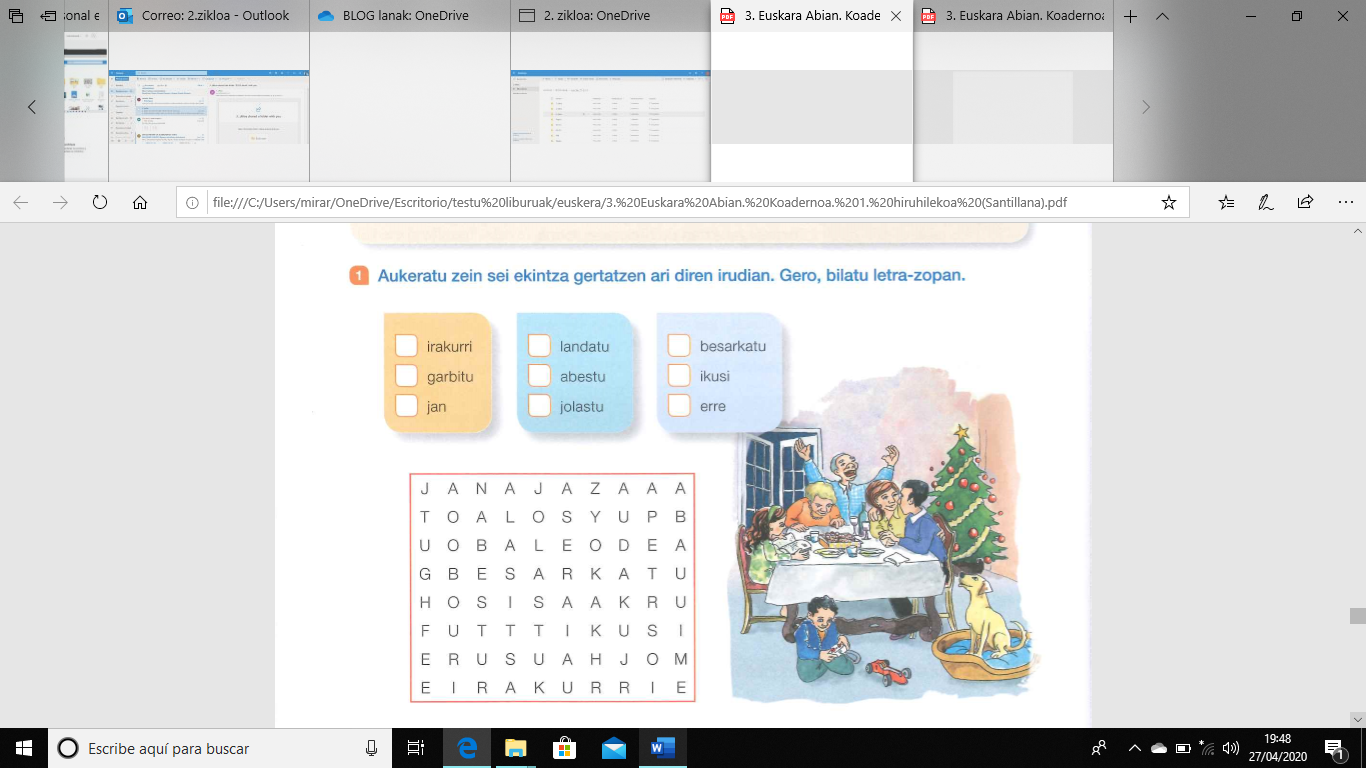 sonal e
Correo: 2.zikloa - Outlook
BLOG lanak: OneDrive
2. zikloa: OneDrive
3. Euskara Abian. Koade
3. Euskara Abian. Koaderno
file:///C:/Users/mirar/OneDrive/Escritorio/testu%20liburuak/euskera/3.%20Euskara%20Abian.%20Koadernoa.%201.%20hiruhilekoa%20(Santillana).pdf
1 Aukeratu zein sei ekintza gertatzen ari diren irudian. Gero, bilatu letra-zopan.
irakurri
garbitu
jan
landatu
abestu
jolastu
besarkatu
ikusi
erre
J A N A J A Z A A A
T O A L O S Y U P B
U O B A L E O D E A
G B E S A R K A T U
H O S I S A A K R U
F U T T T I K U S I
E R U S U A H J O M
E I R A K U R R I E
Escribe aquí para buscar
19:48
27/04/2020
1